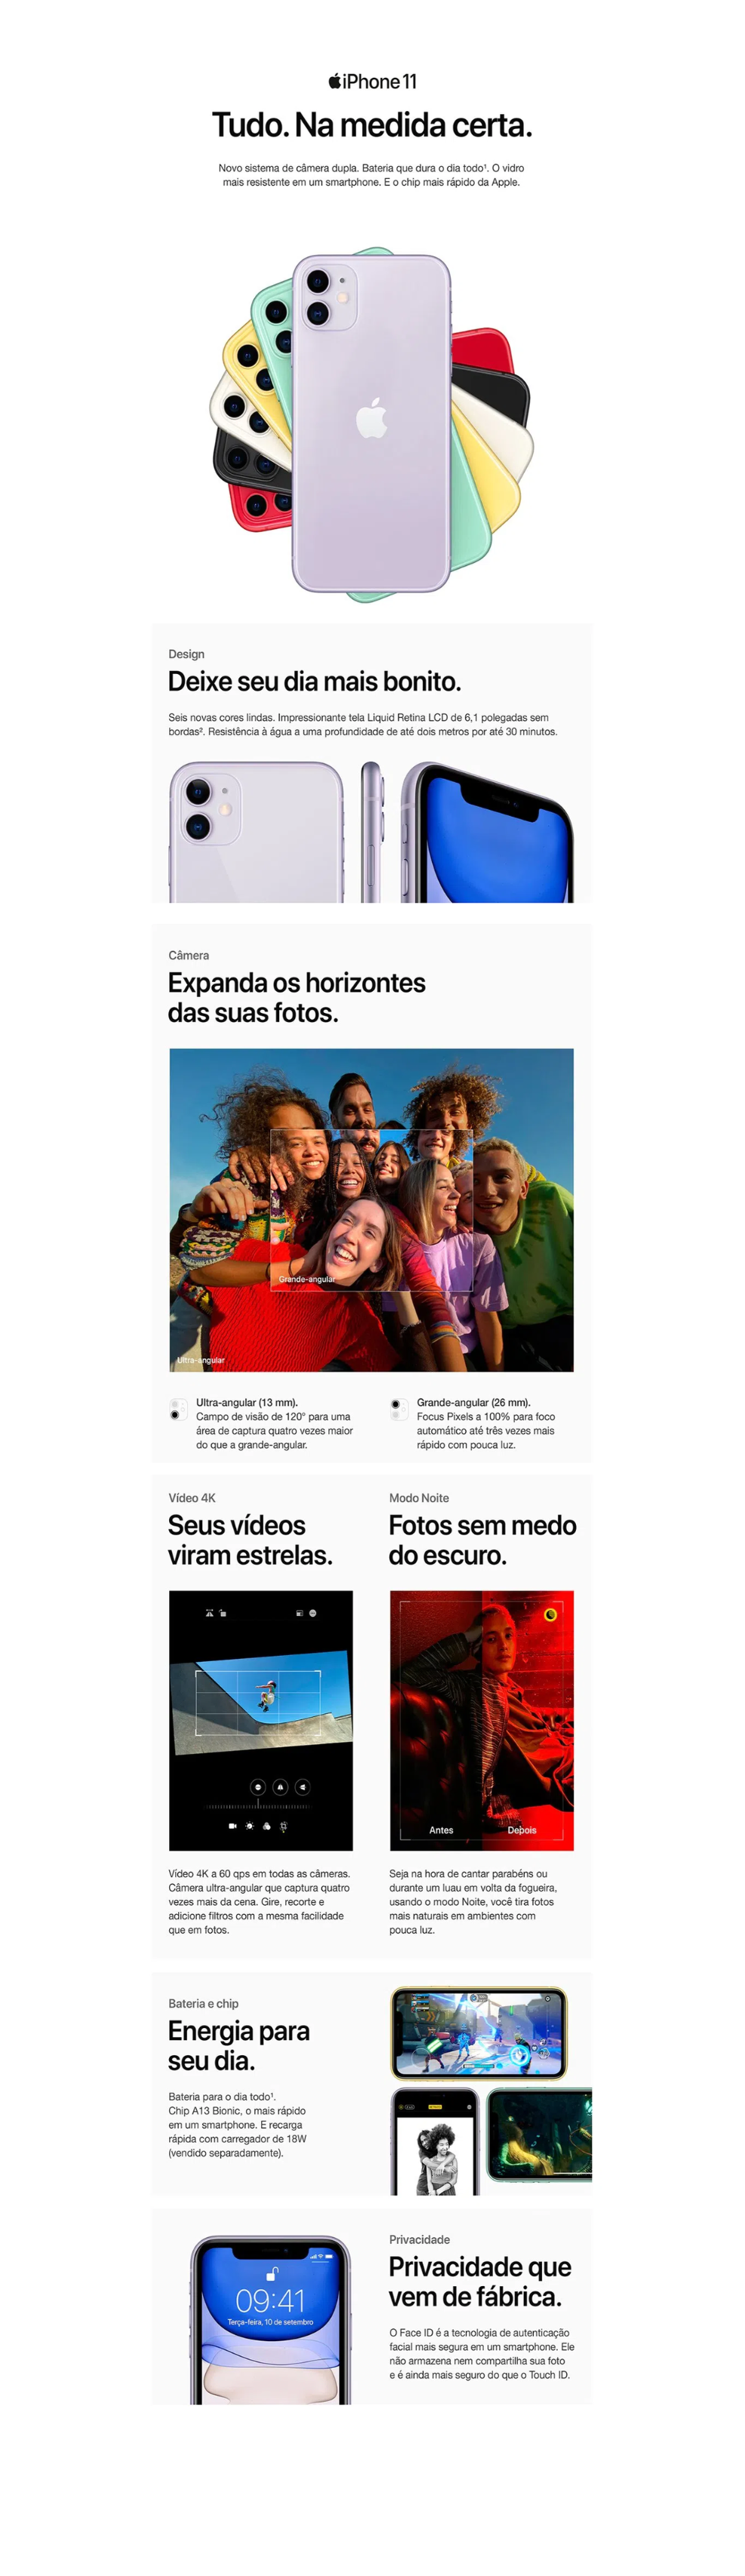 iPhone 11
Tudo. Na medida certa.
Novo sistema de câmera dupla. Bateria que dura o dia todo¹. O vidro
mais resistente em um smartphone. E o chip mais rápido da Apple.
Design
Deixe seu dia mais bonito.
Seis novas cores lindas. Impressionante tela Liquid Retina LCD de 6,1 polegadas sem
bordas². Resistência à água a uma profundidade de até dois metros por até 30 minutos.
Câmera
Expanda os horizontes
das suas fotos.
Grande-angular
Ultra-angular
Ultra-angular (13 mm).
Campo de visão de 120° para uma
área de captura quatro vezes maior
do que a grande-angular.
Grande-angular (26 mm).
Focus Pixels a 100% para foco
automático até três vezes mais
rápido com pouca luz.
Vídeo 4K
Seus vídeos
viram estrelas.
Vídeo 4K a 60 qps em todas as câmeras.
Câmera ultra-angular que captura quatro
vezes mais da cena. Gire, recorte e
adicione filtros com a mesma facilidade
que em fotos.
Modo Noite
Fotos sem medo
do escuro.
Antes
Depois
Seja na hora de cantar parabéns ou
durante um luau em volta da fogueira,
usando o modo Noite, você tira fotos
mais naturais em ambientes com
pouca luz.
Bateria e chip
Energia para
seu dia.
Bateria para o dia todo¹.
Chip A13 Bionic, o mais rápido
em um smartphone. E recarga
rápida com carregador de 18W
(vendido separadamente).
09:41
Terça-feira, 10 de setembro
Privacidade
Privacidade que
vem de fábrica.
O Face ID é a tecnologia de autenticação
facial mais segura em um smartphone. Ele
não armazena nem compartilha sua foto
e é ainda mais seguro do que o Touch ID.